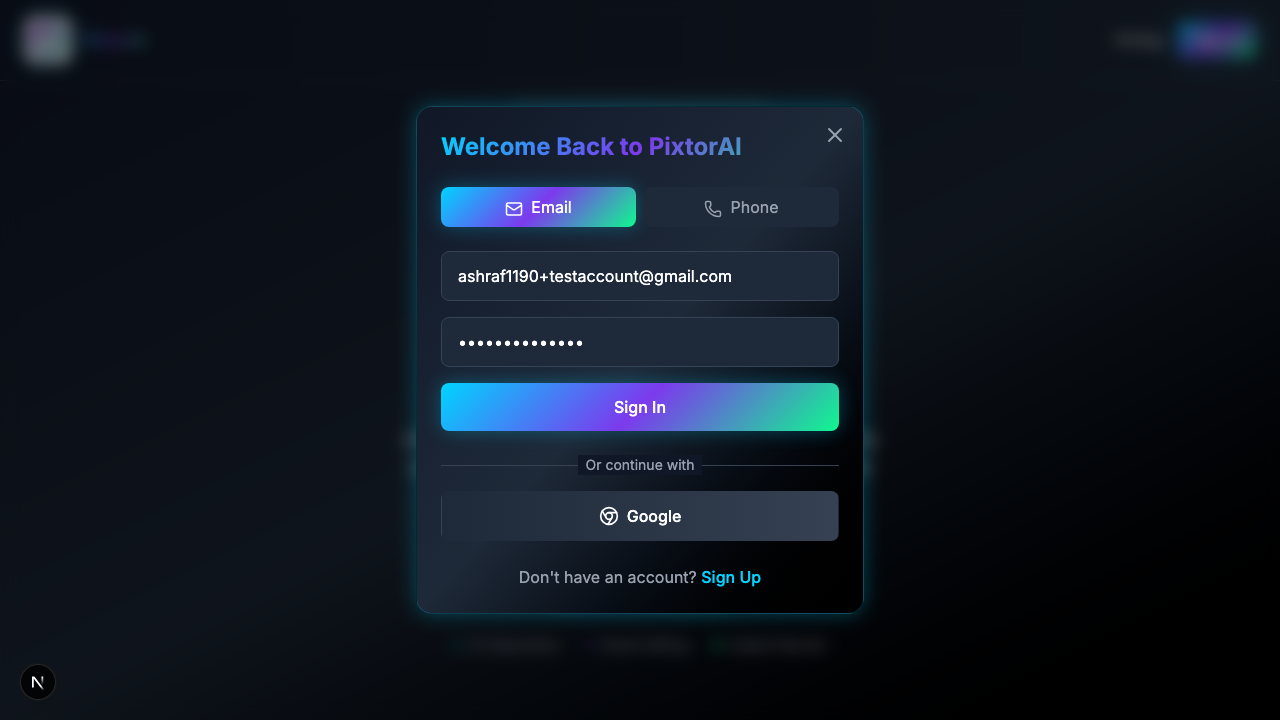 Welcome Back to PixtorAI
Email
Phone
ashraf1190+testaccount@gmail.com
••••••••••••••
Sign In
Or continue with
Google
Don't have an account? Sign Up
N